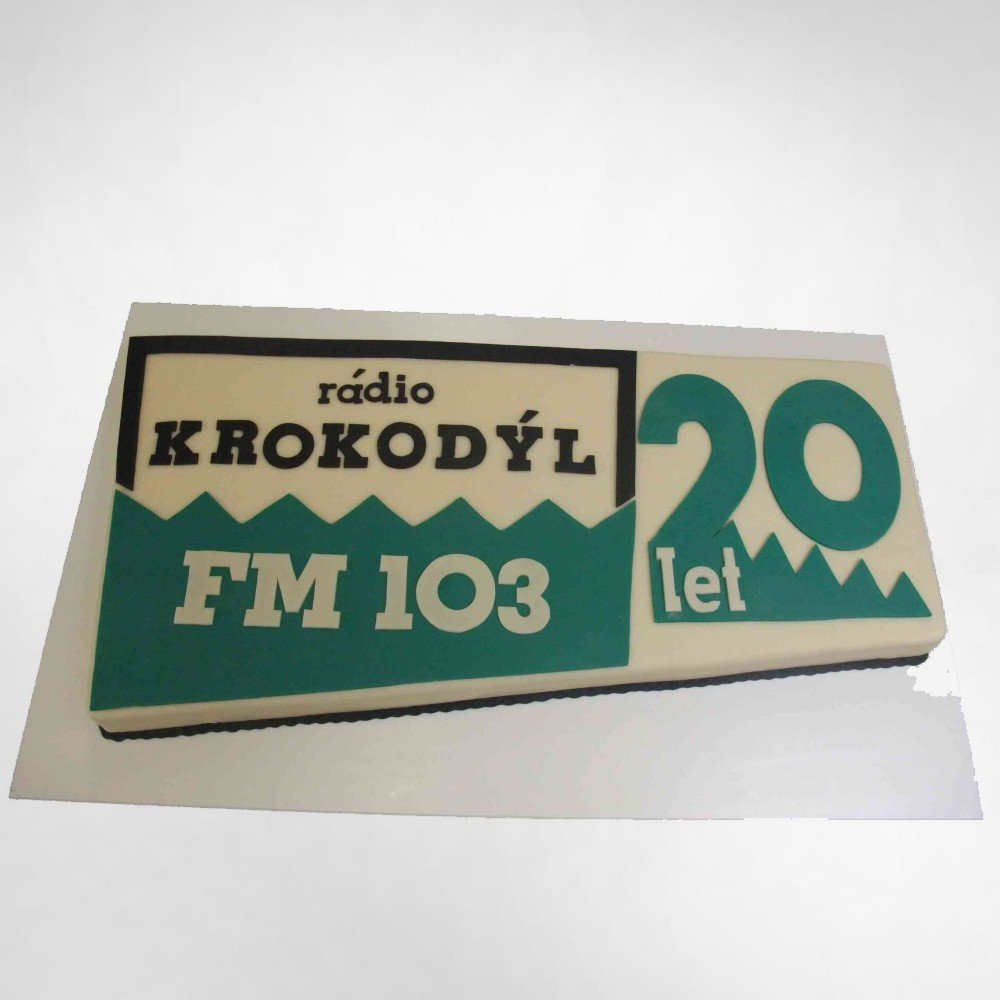 rádio
KROKODÝL
FM 103
20
let